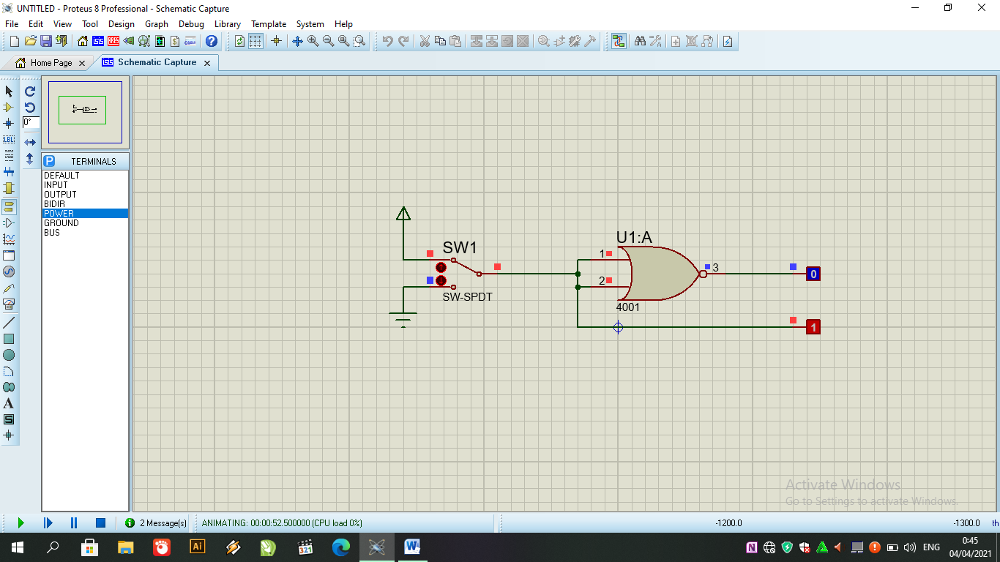 UNTITLED - Proteus 8 Professional - Schematic Capture
File Edit View Tool Design Graph Debug Library Template System Help
Home Page Schematic Capture
0°
LBL
P TERMINALS
DEFAULT
INPUT
OUTPUT
BIDIR
POWER
GROUND
BUS
A
S
SW1
SW-SPDT
U1:A
1
2
3
4001
0
1
Activate Windows
Go to Settings to activate Windows.
2 Message(s) ANIMATING: 00:00:52.500000 (CPU load 0%) -1200.0 -1300.0 th
Ai 321 W N ENG
0:45
04/04/2021